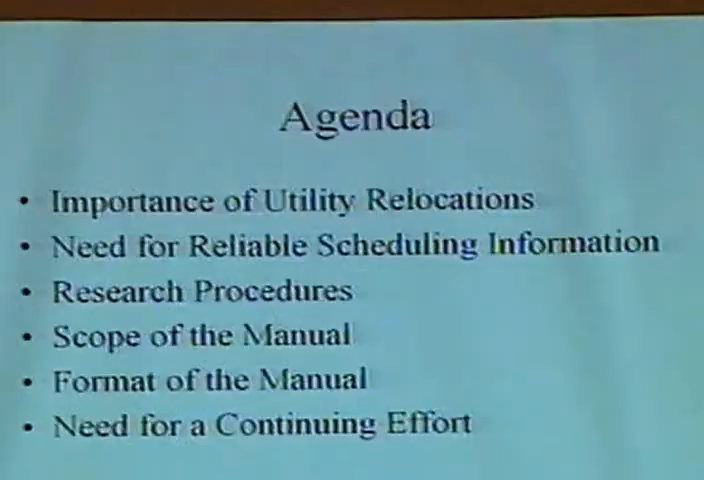 Agenda
• Importance of Utility Relocations
• Need for Reliable Scheduling Information
• Research Procedures
• Scope of the Manual
• Format of the Manual
• Need for a Continuing Effort